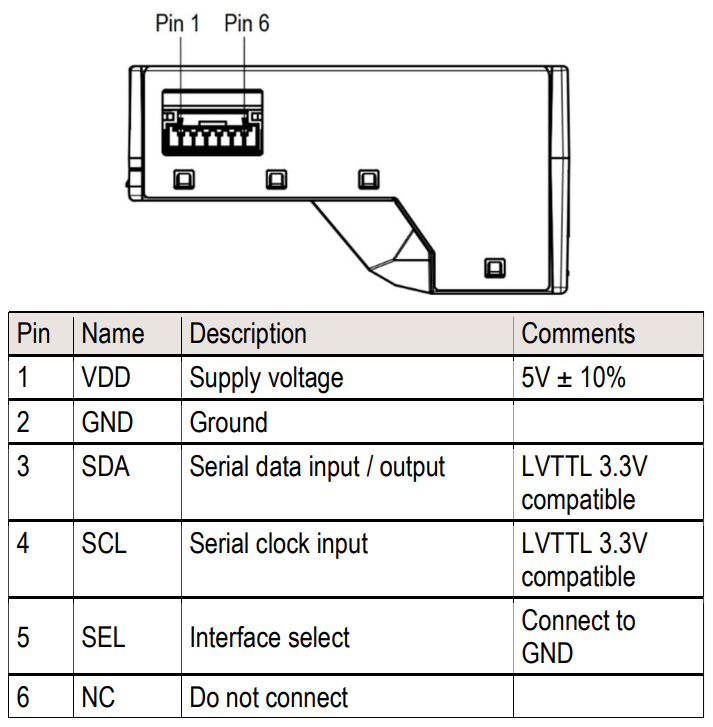 Pin 1 Pin 6
Pin Name Description Comments
1 VDD Supply voltage 5V ± 10%
2 GND Ground
3 SDA Serial data input / output LVTTL 3.3V
compatible
4 SCL Serial clock input LVTTL 3.3V
compatible
5 SEL Interface select Connect to
GND
6 NC Do not connect